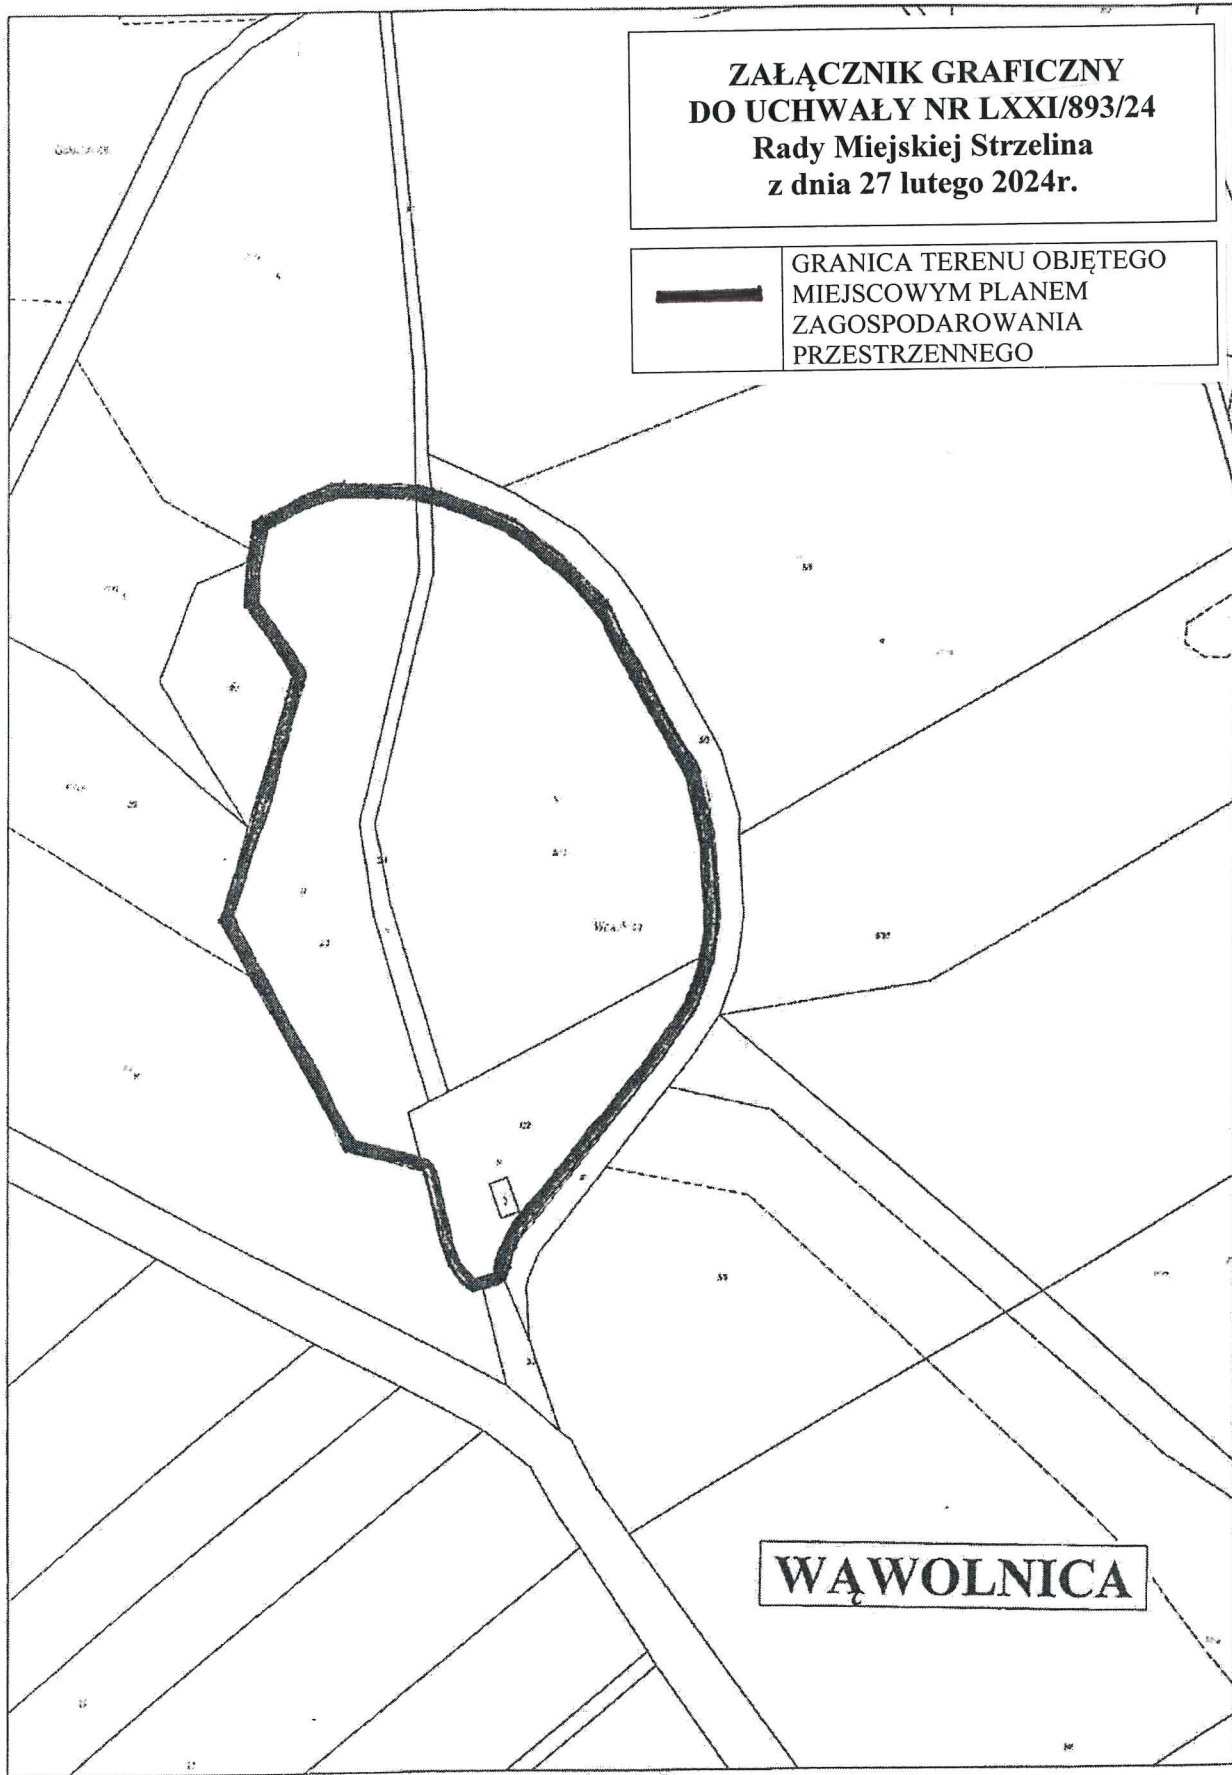 ZAŁĄCZNIK GRAFICZNY
DO UCHWAŁY NR LXXI/893/24
Rady Miejskiej Strzelina
z dnia 27 lutego 2024r.
GRANICA TERENU OBJĘTEGO
MIEJSCOWYM PLANEM
ZAGOSPODAROWANIA
PRZESTRZENNEGO
WĄWOLNICA